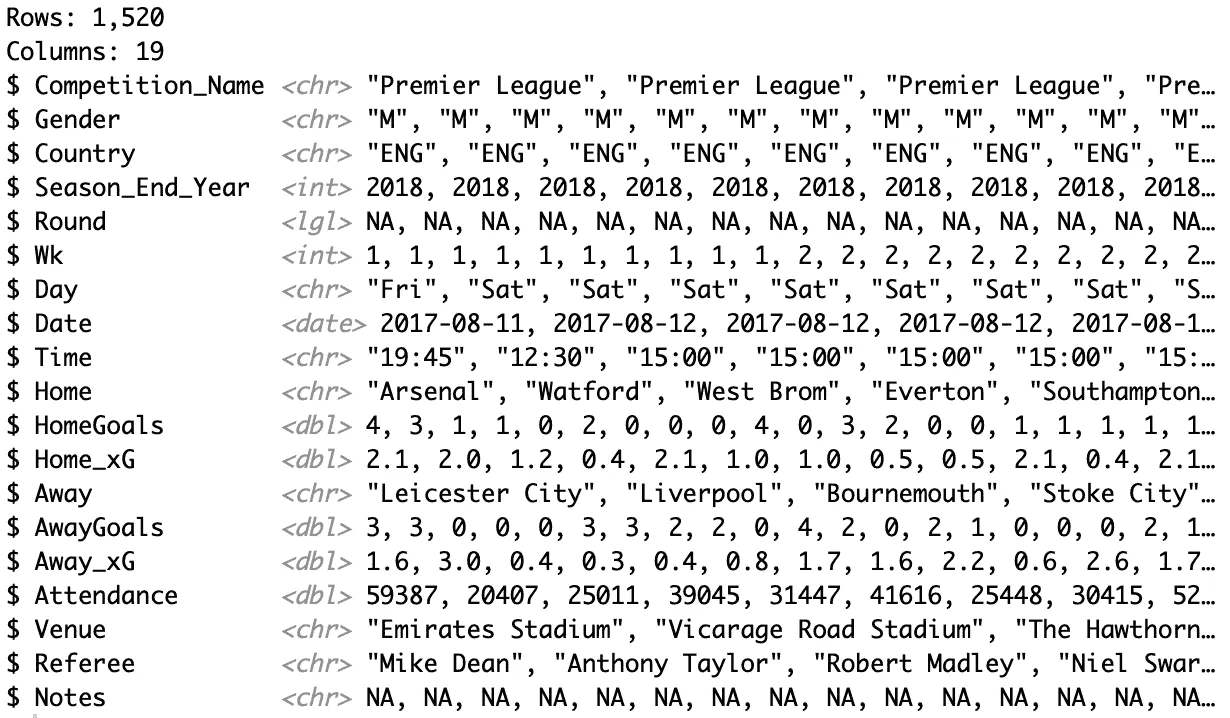 Rows: 1,520
Columns: 19
$ Competition_Name <chr> "Premier League", "Premier League", "Premier League", "Pre…
$ Gender <chr> "M", "M", "M", "M", "M", "M", "M", "M", "M", "M", "M", "M"…
$ Country <chr> "ENG", "ENG", "ENG", "ENG", "ENG", "ENG", "ENG", "ENG", "E…
$ Season_End_Year <int> 2018, 2018, 2018, 2018, 2018, 2018, 2018, 2018, 2018, 2018…
$ Round <lgl> NA, NA, NA, NA, NA, NA, NA, NA, NA, NA, NA, NA, NA, NA, NA…
$ Wk <int> 1, 1, 1, 1, 1, 1, 1, 1, 1, 1, 2, 2, 2, 2, 2, 2, 2, 2, 2, 2…
$ Day <chr> "Fri", "Sat", "Sat", "Sat", "Sat", "Sat", "Sat", "Sat", "S…
$ Date <date> 2017-08-11, 2017-08-12, 2017-08-12, 2017-08-12, 2017-08-1…
$ Time <chr> "19:45", "12:30", "15:00", "15:00", "15:00", "15:00", "15:…
$ Home <chr> "Arsenal", "Watford", "West Brom", "Everton", "Southampton…
$ HomeGoals <dbl> 4, 3, 1, 1, 0, 2, 0, 0, 0, 4, 0, 3, 2, 0, 0, 1, 1, 1, 1, 1…
$ Home_xG <dbl> 2.1, 2.0, 1.2, 0.4, 2.1, 1.0, 1.0, 0.5, 0.5, 2.1, 0.4, 2.1…
$ Away <chr> "Leicester City", "Liverpool", "Bournemouth", "Stoke City"…
$ AwayGoals <dbl> 3, 3, 0, 0, 0, 3, 3, 2, 2, 0, 4, 2, 0, 2, 1, 0, 0, 0, 2, 1…
$ Away_xG <dbl> 1.6, 3.0, 0.4, 0.3, 0.4, 0.8, 1.7, 1.6, 2.2, 0.6, 2.6, 1.7…
$ Attendance <dbl> 59387, 20407, 25011, 39045, 31447, 41616, 25448, 30415, 52…
$ Venue <chr> "Emirates Stadium", "Vicarage Road Stadium", "The Hawthorn…
$ Referee <chr> "Mike Dean", "Anthony Taylor", "Robert Madley", "Niel Swar…
$ Notes <chr> NA, NA, NA, NA, NA, NA, NA, NA, NA, NA, NA, NA, NA, NA, NA…